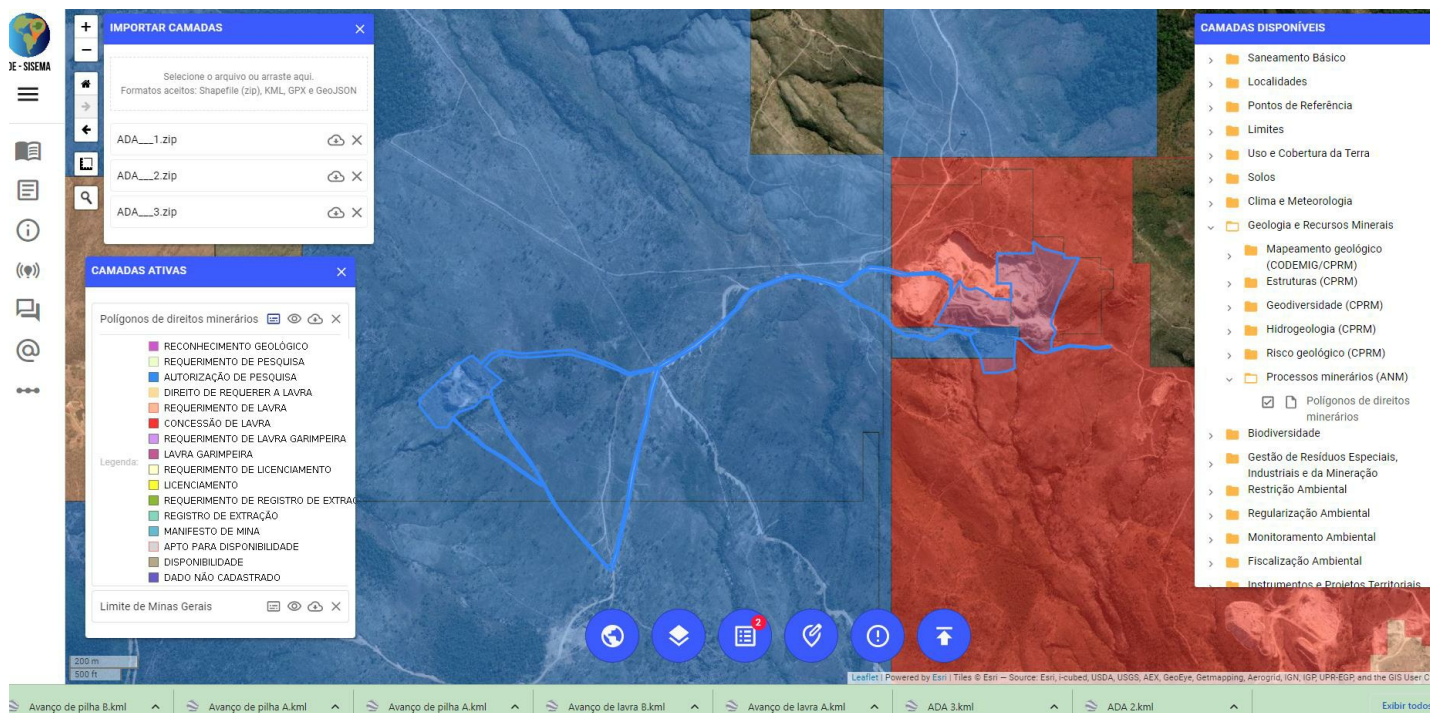 DE - SISEMA
+
−
IMPORTAR CAMADAS
Selecione o arquivo ou arraste aqui.
Formatos aceitos: Shapefile (zip), KML, GPX e GeoJSON
ADA___1.zip
ADA___2.zip
ADA___3.zip
CAMADAS ATIVAS
Polígonos de direitos minerários
Legenda:
RECONHECIMENTO GEOLÓGICO
REQUERIMENTO DE PESQUISA
AUTORIZAÇÃO DE PESQUISA
DIREITO DE REQUERER A LAVRA
REQUERIMENTO DE LAVRA
CONCESSÃO DE LAVRA
REQUERIMENTO DE LAVRA GARIMPEIRA
LAVRA GARIMPEIRA
REQUERIMENTO DE LICENCIAMENTO
LICENCIAMENTO
REQUERIMENTO DE REGISTRO DE EXTRAÇ
REGISTRO DE EXTRAÇÃO
MANIFESTO DE MINA
APTO PARA DISPONIBILIDADE
DISPONIBILIDADE
DADO NÃO CADASTRADO
Limite de Minas Gerais
200 m
500 ft
2
CAMADAS DISPONÍVEIS
Saneamento Básico
Localidades
Pontos de Referência
Limites
Uso e Cobertura da Terra
Solos
Clima e Meteorologia
Geologia e Recursos Minerais
Mapeamento geológico
(CODEMIG/CPRM)
Estruturas (CPRM)
Geodiversidade (CPRM)
Hidrogeologia (CPRM)
Risco geológico (CPRM)
Processos minerários (ANM)
Polígonos de direitos
minerários
Biodiversidade
Gestão de Resíduos Especiais,
Industriais e da Mineração
Restrição Ambiental
Regularização Ambiental
Monitoramento Ambiental
Fiscalização Ambiental
Instrumentos e Projetos Territoriais
Leaflet | Powered by Esri | Tiles © Esri — Source: Esri, i-cubed, USDA, USGS, AEX, GeoEye, Getmapping, Aerogrid, IGN, IGP, UPR-EGP, and the GIS User C
Avanço de pilha B.kml
Avanço de pilha A.kml
Avanço de pilha A.kml
Avanço de lavra B.kml
Avanço de lavra A.kml
ADA 3.kml
ADA 2.kml
Exibir todos